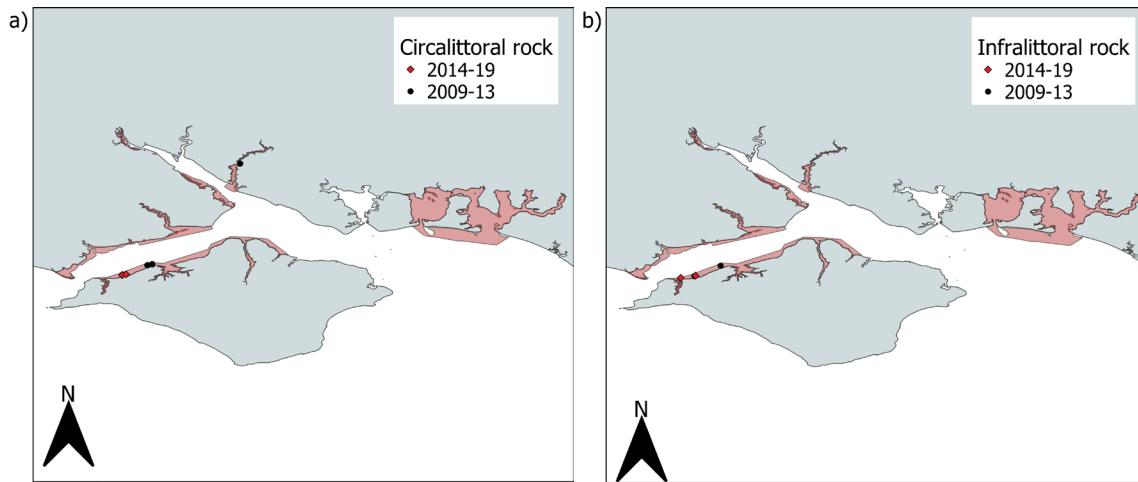 a)
Circalittoral rock
2014-19
2009-13
N
b)
Infralittoral rock
2014-19
2009-13
N